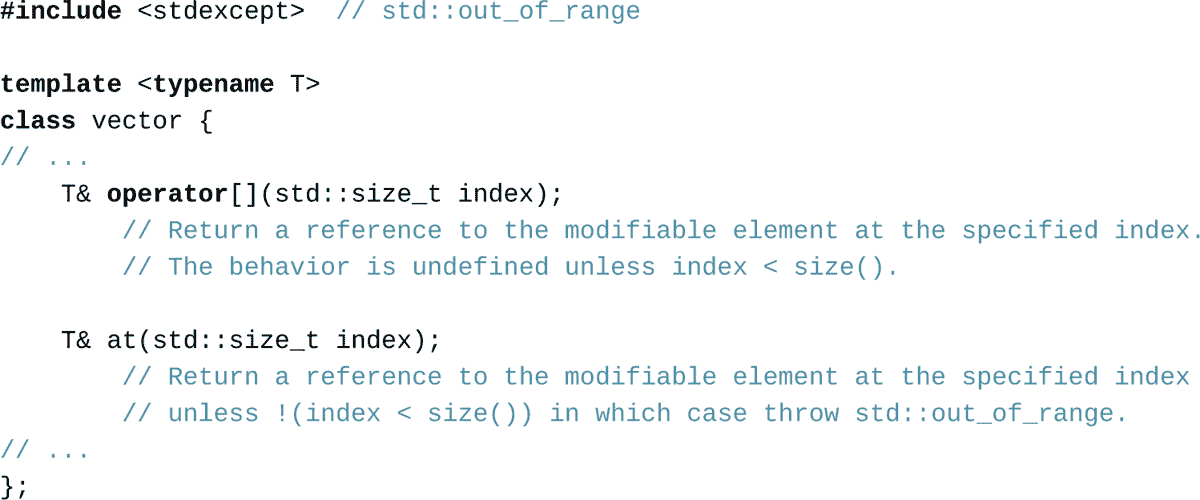 #include <stdexcept>  // std::out_of_range

template <typename T>
class vector {
// ...
    T& operator[](std::size_t index);
        // Return a reference to the modifiable element at the specified index.
        // The behavior is undefined unless index < size().

    T& at(std::size_t index);
        // Return a reference to the modifiable element at the specified index
        // unless !(index < size()) in which case throw std::out_of_range.
// ...
};